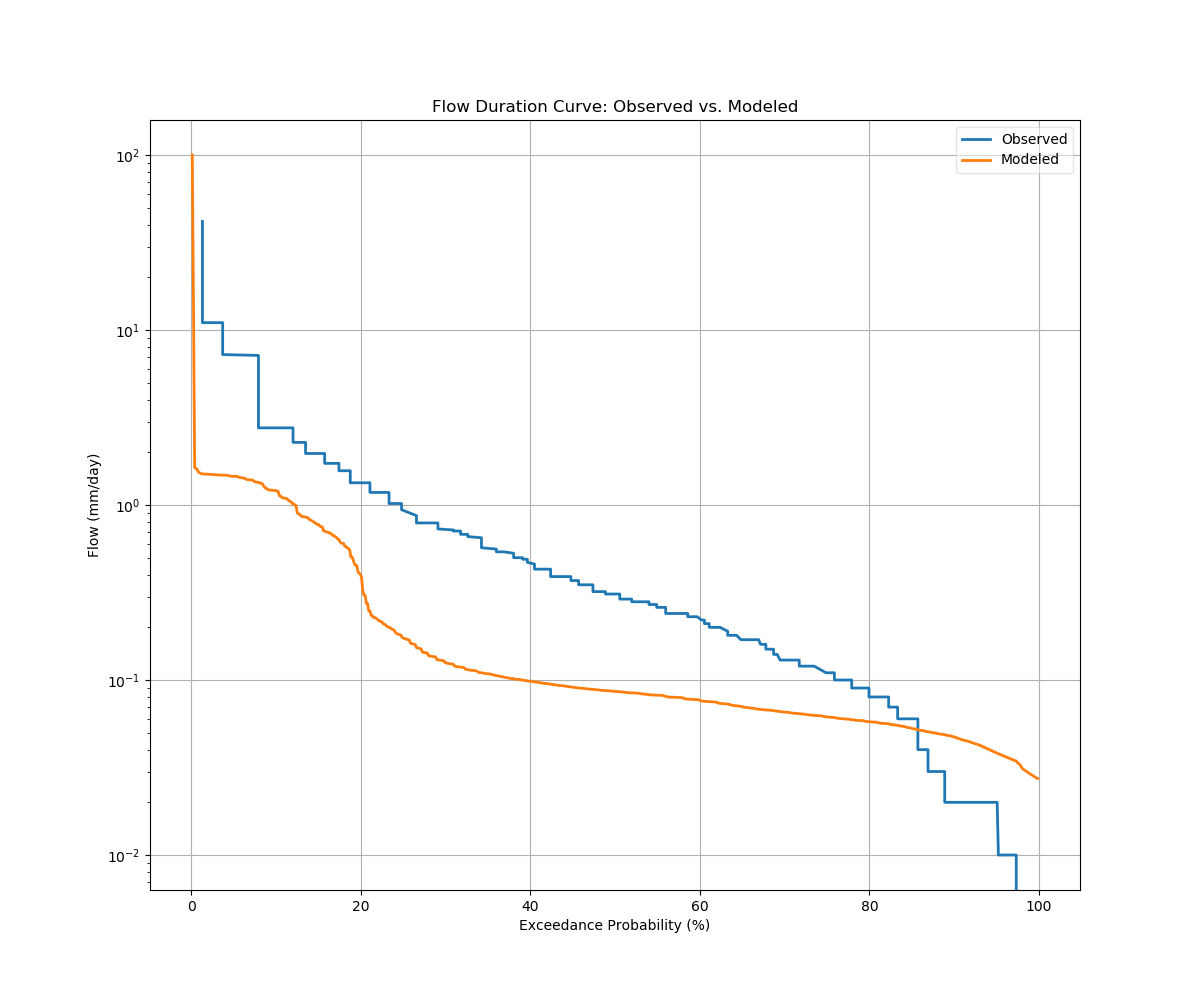 Flow Duration Curve: Observed vs. Modeled
Observed
Modeled
10²
10¹
10⁰
10⁻¹
10⁻²
Flow (mm/day)
0 20 40 60 80 100
Exceedance Probability (%)